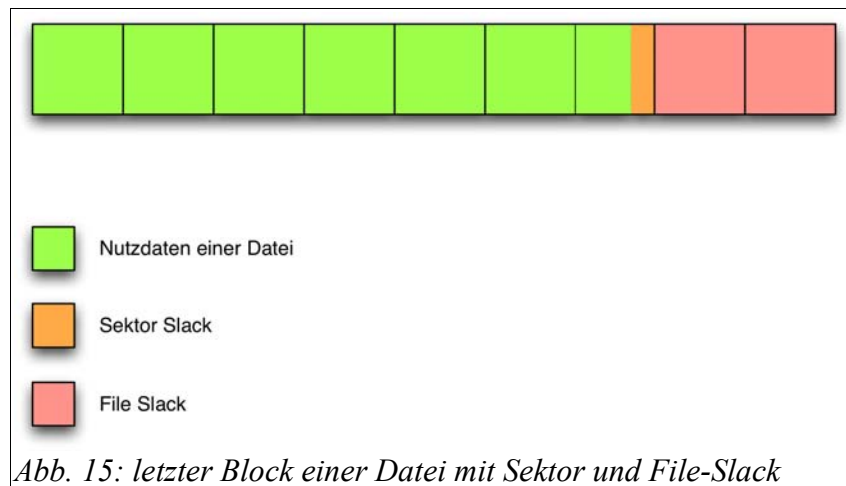 Nutzdaten einer Datei
Sektor Slack
File Slack
Abb. 15: letzter Block einer Datei mit Sektor und File-Slack